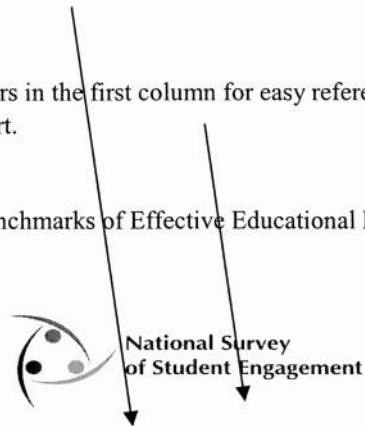 rs in the first column for easy refere
rt.
nchmarks of Effective Educational
National Survey
of Student Engagement